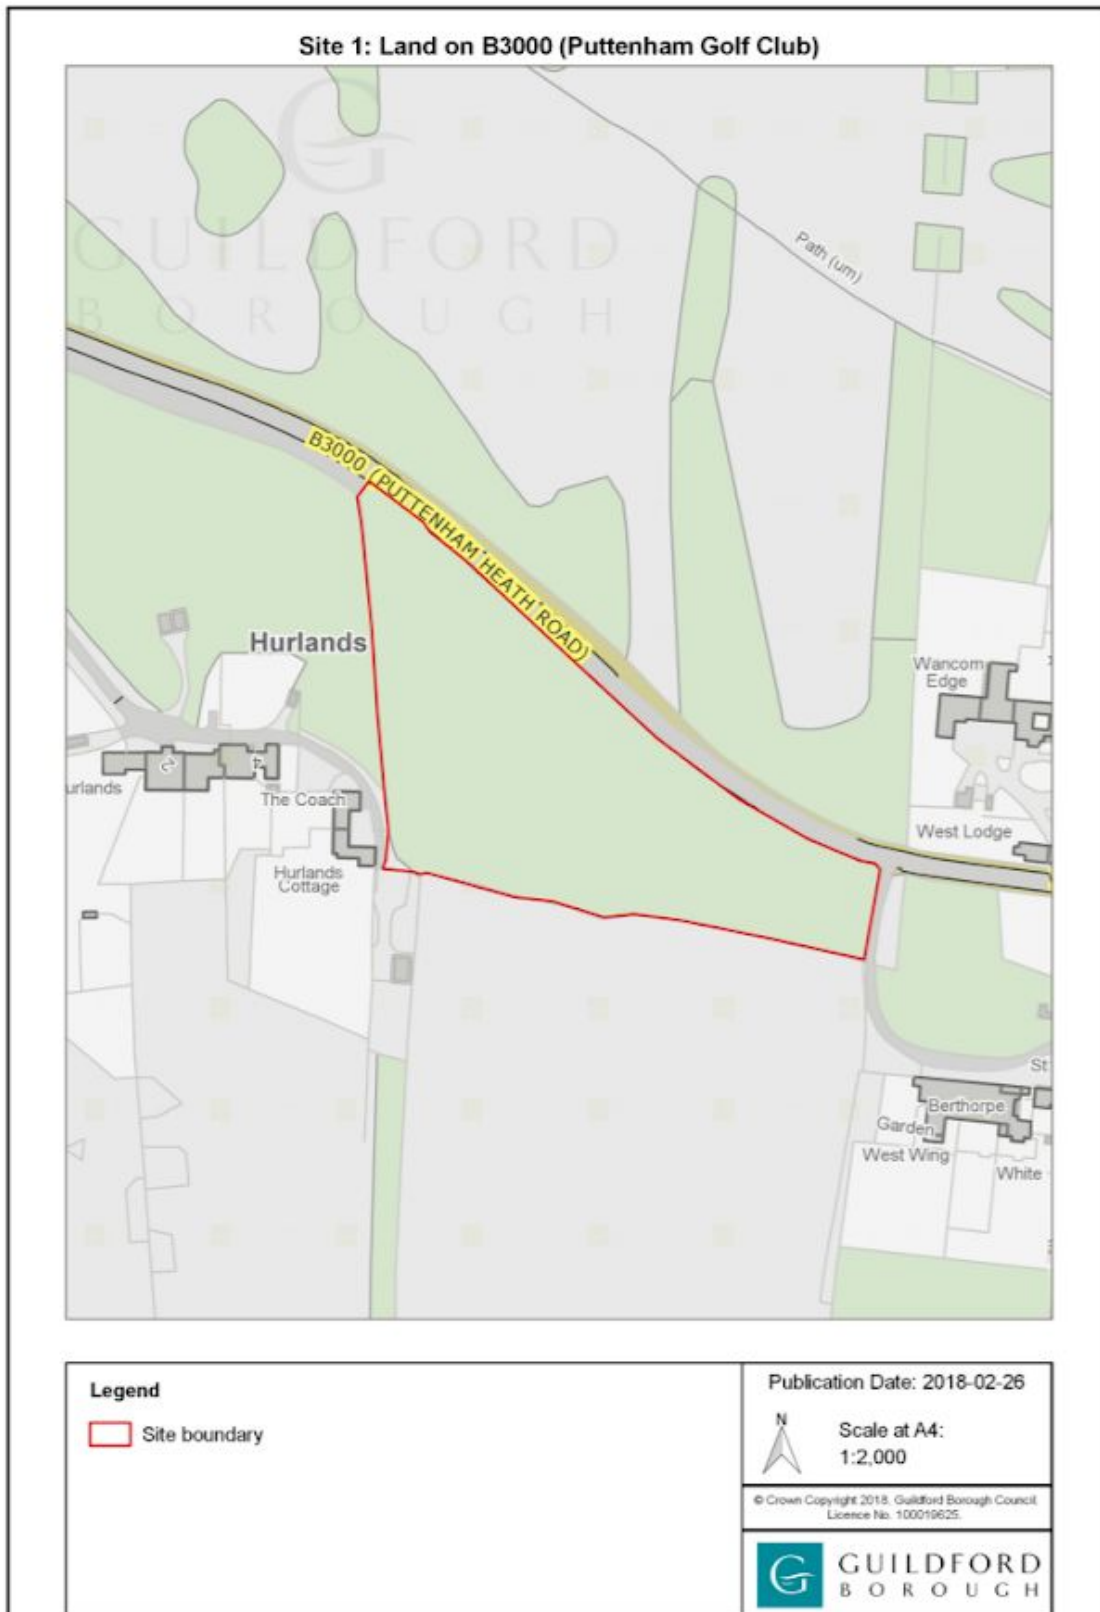 Site 1: Land on B3000 (Puttenham Golf Club)
GUILDFORD
BOROUGH
Path (um)
B3000 (PUTTENHAM HEATH ROAD)
Hurlands
Wancom
Edge
2
4
urlands
The Coach
West Lodge
Hurlands
Cottage
St
Berthorpe
Garden
West Wing
White
Legend
Site boundary
Publication Date: 2018-02-26
N
Scale at A4:
1:2,000
© Crown Copyright 2018. Guildford Borough Council.
Licence No. 100019625.
G
GUILDFORD
BOROUGH